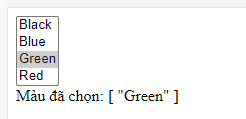 Black
Blue
Green
Red
Màu đã chọn: [ "Green" ]